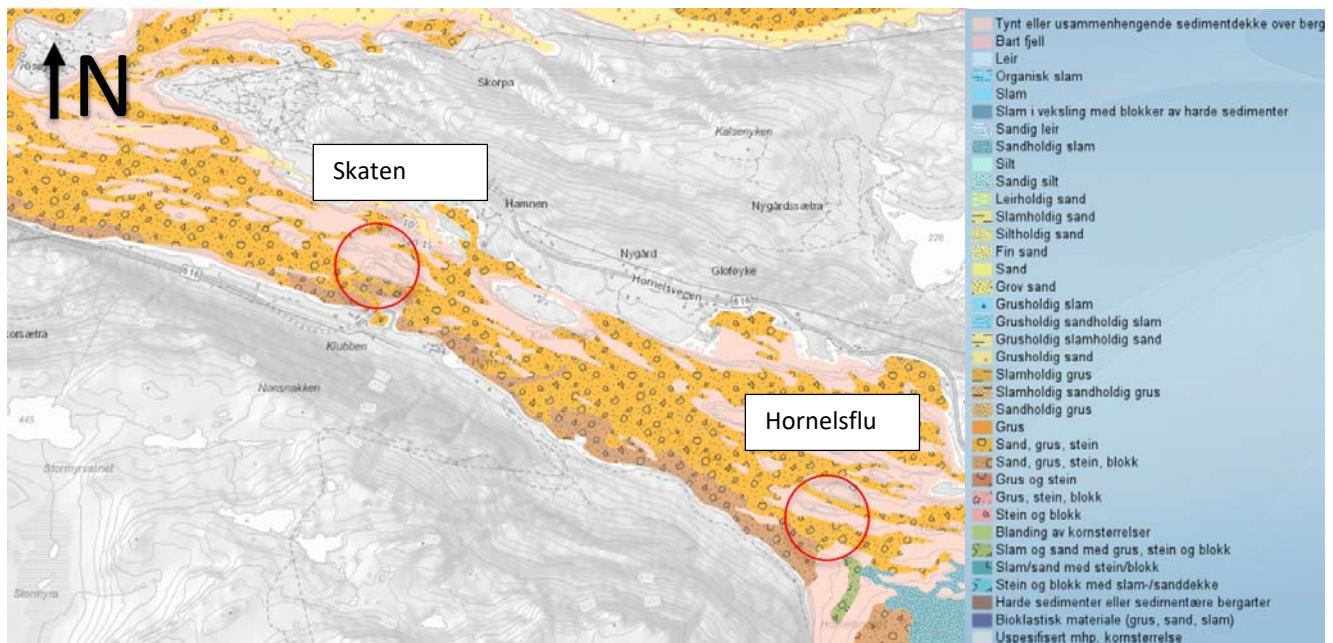 N
Skorpa
Kalsenyken
Skaten
Hamnen
Nygårdssætra
226
Nygård
Gloføyke
Hornelsvegen
616
616
Klubben
Nonsnakken
445
Hornelsflu
Stormyra
Tynt eller usammenhengende sedimentdekke over berg
Bart fjell
Leir
Organisk slam
Slam
Slam i veksling med blokker av harde sedimenter
Sandig leir
Sandholdig slam
Silt
Sandig silt
Leirholdig sand
Slamholdig sand
Siltholdig sand
Fin sand
Sand
Grov sand
Grusholdig slam
Grusholdig sandholdig slam
Grusholdig slamholdig sand
Grusholdig sand
Slamholdig grus
Slamholdig sandholdig grus
Sandholdig grus
Grus
Sand, grus, stein
Sand, grus, stein, blokk
Grus og stein
Grus, stein, blokk
Stein og blokk
Blanding av kornstørrelser
Slam og sand med grus, stein og blokk
Slam/sand med stein/blokk
Stein og blokk med slam-/sanddekke
Harde sedimenter eller sedimentære bergarter
Bioklastisk materiale (grus, sand, slam)
Uspesifisert mhp. kornstørrelse